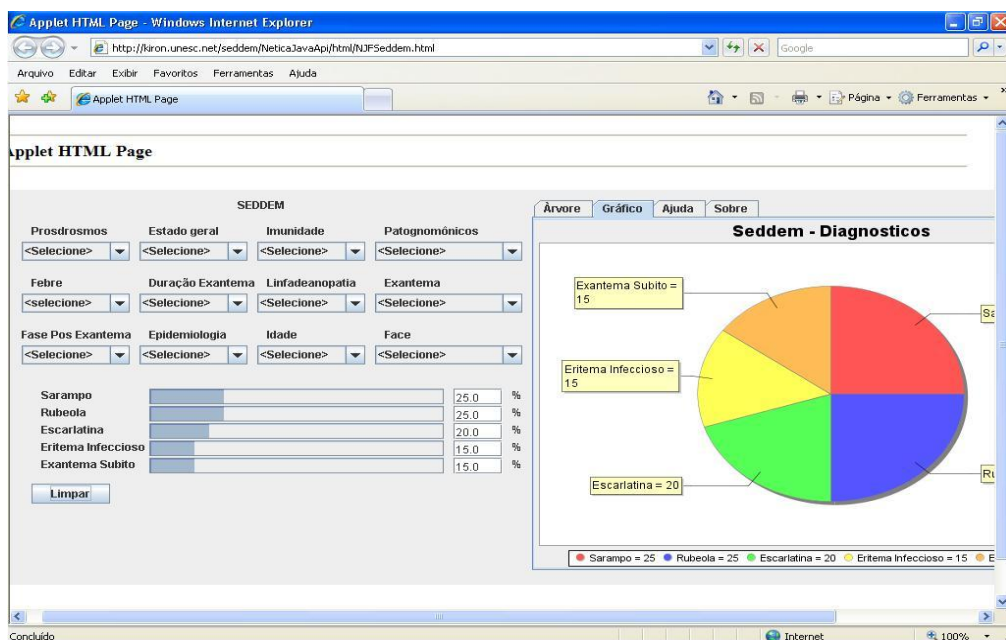 Applet HTML Page - Windows Internet Explorer
http://kiron.unesc.net/seddem/NeticaJavaApi/html/NJFSeddem.html
Google
Arquivo Editar Exibir Favoritos Ferramentas Ajuda
Applet HTML Page
Página Ferramentas
Applet HTML Page
SEDDEM
Prosdrosmos Estado geral Imunidade Patognomônicos
<Selecione> <Selecione> <Selecione> <Selecione>
Febre Duração Exantema Linfadeanopatia Exantema
<selecione> <Selecione> <Selecione> <Selecione>
Fase Pos Exantema Epidemiologia Idade Face
<Selecione> <Selecione> <Selecione> <Selecione>
Sarampo 25.0 %
Rubeola 25.0 %
Escarlatina 20.0 %
Eritema Infeccioso 15.0 %
Exantema Subito 15.0 %
Limpar
Àrvore Gráfico Ajuda Sobre
Seddem - Diagnosticos
Exantema Subito =
15
Sa
Eritema Infeccioso =
15
Ru
Escarlatina = 20
Sarampo = 25 Rubeola = 25 Escarlatina = 20 Eritema Infeccioso = 15 E
Concluído
Internet
100%